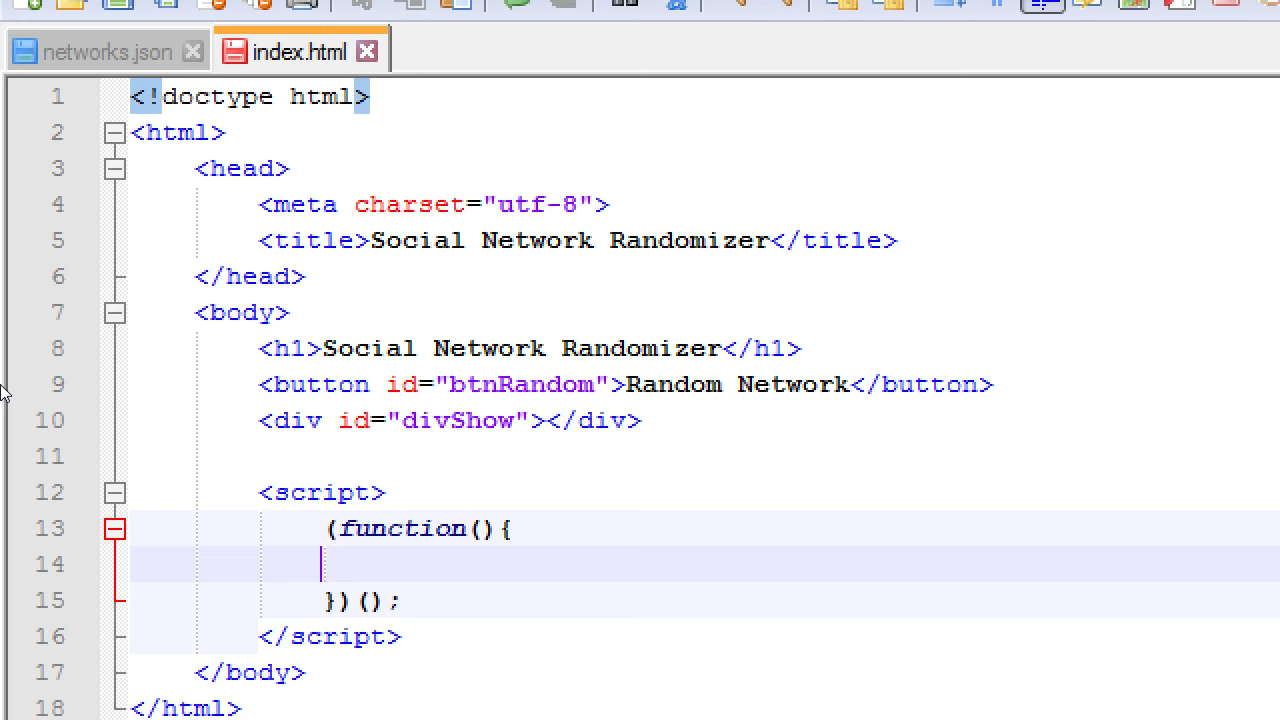 networks.json index.html
1 <!doctype html>
2 <html>
3 <head>
4 <meta charset="utf-8">
5 <title>Social Network Randomizer</title>
6 </head>
7 <body>
8 <h1>Social Network Randomizer</h1>
9 <button id="btnRandom">Random Network</button>
10 <div id="divShow"></div>
11
12 <script>
13 (function(){
14
15 })();
16 </script>
17 </body>
18 </html>